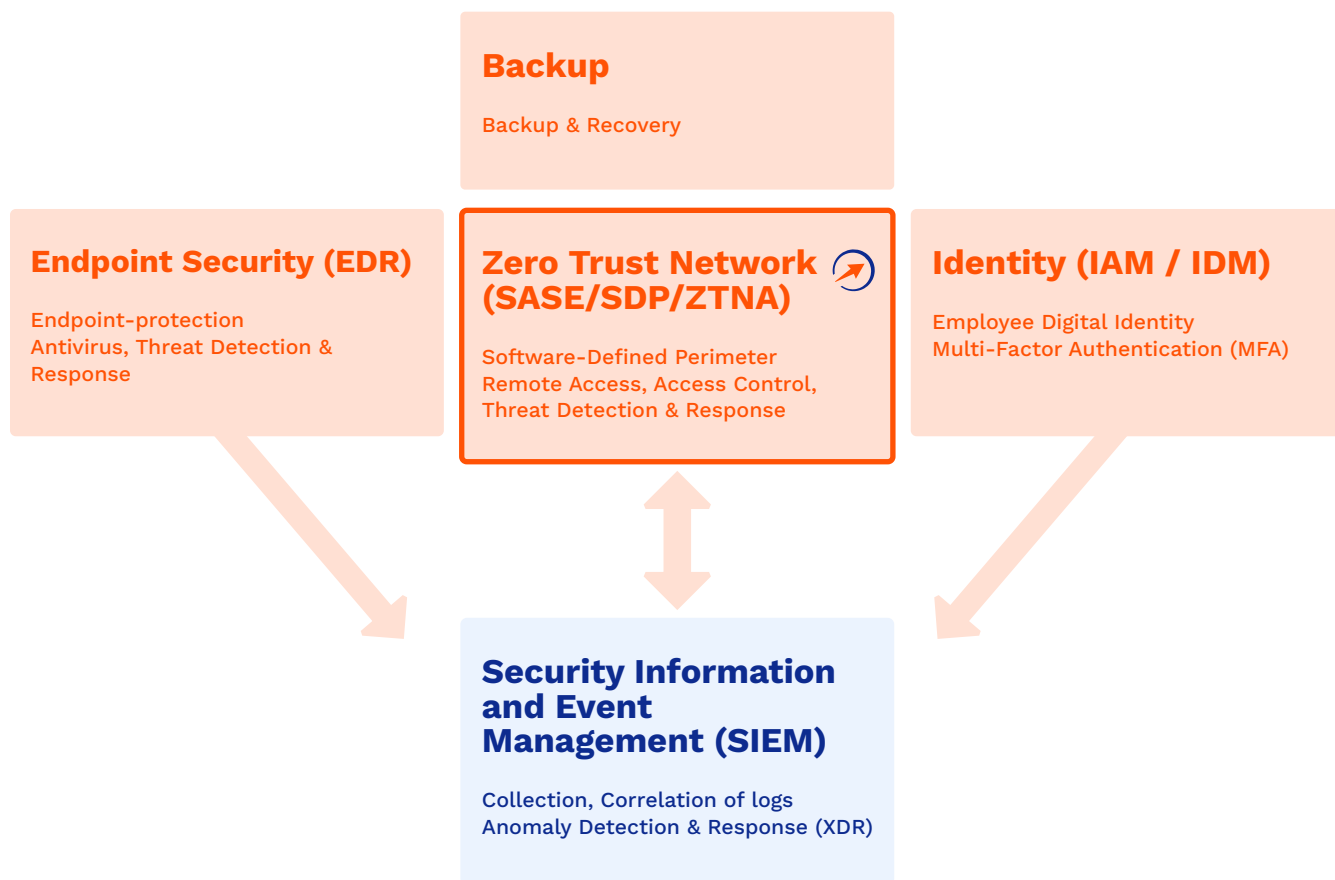 Backup
Backup & Recovery
Endpoint Security (EDR)
Endpoint-protection
Antivirus, Threat Detection &
Response
Zero Trust Network
(SASE/SDP/ZTNA)
Software-Defined Perimeter
Remote Access, Access Control,
Threat Detection & Response
Identity (IAM / IDM)
Employee Digital Identity
Multi-Factor Authentication (MFA)
Security Information
and Event
Management (SIEM)
Collection, Correlation of logs
Anomaly Detection & Response (XDR)